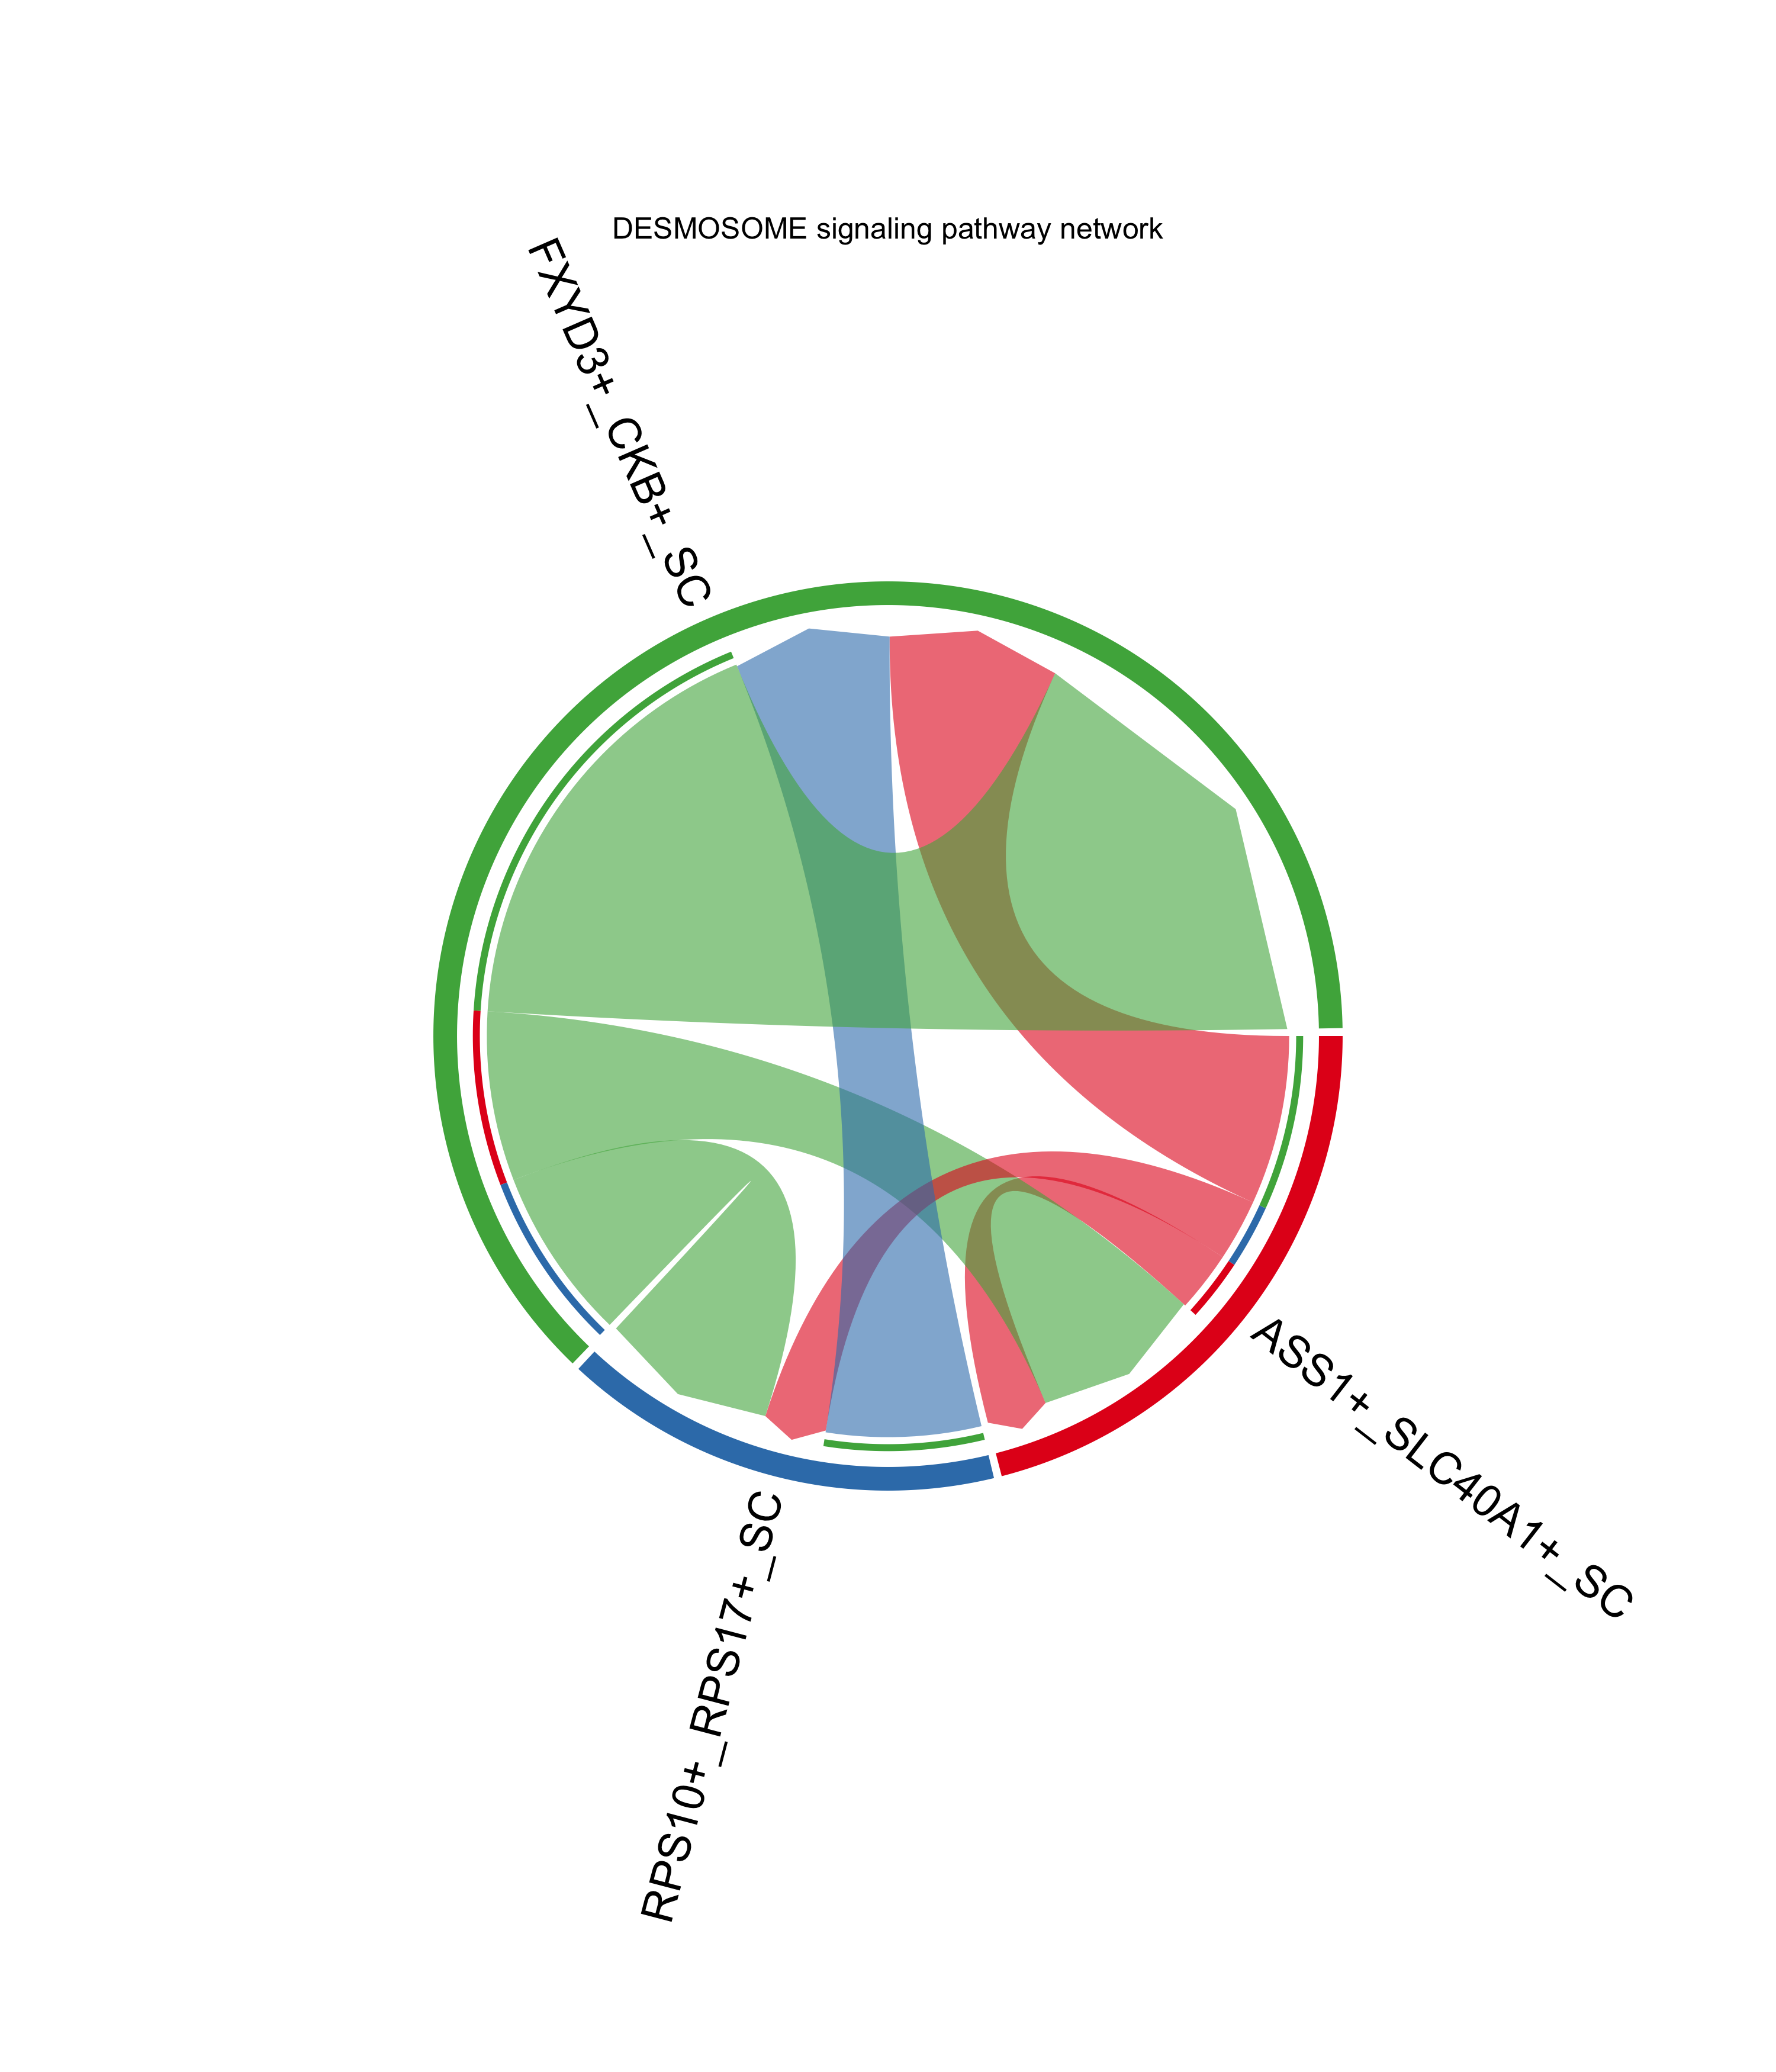 DESMOSOME signaling pathway network
FXYD3+_CKB+_SC
ASS1+_SLC40A1+_SC
RPS10+_RPS17+_SC